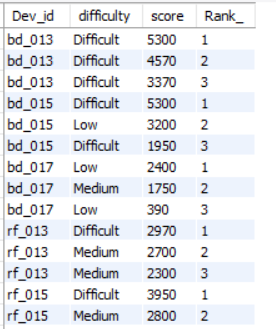 Dev_id difficulty score Rank_
bd_013 Difficult 5300 1
bd_013 Difficult 4570 2
bd_013 Difficult 3370 3
bd_015 Difficult 5300 1
bd_015 Low 3200 2
bd_015 Difficult 1950 3
bd_017 Low 2400 1
bd_017 Medium 1750 2
bd_017 Low 390 3
rf_013 Difficult 2970 1
rf_013 Medium 2700 2
rf_013 Medium 2300 3
rf_015 Difficult 3950 1
rf_015 Medium 2800 2